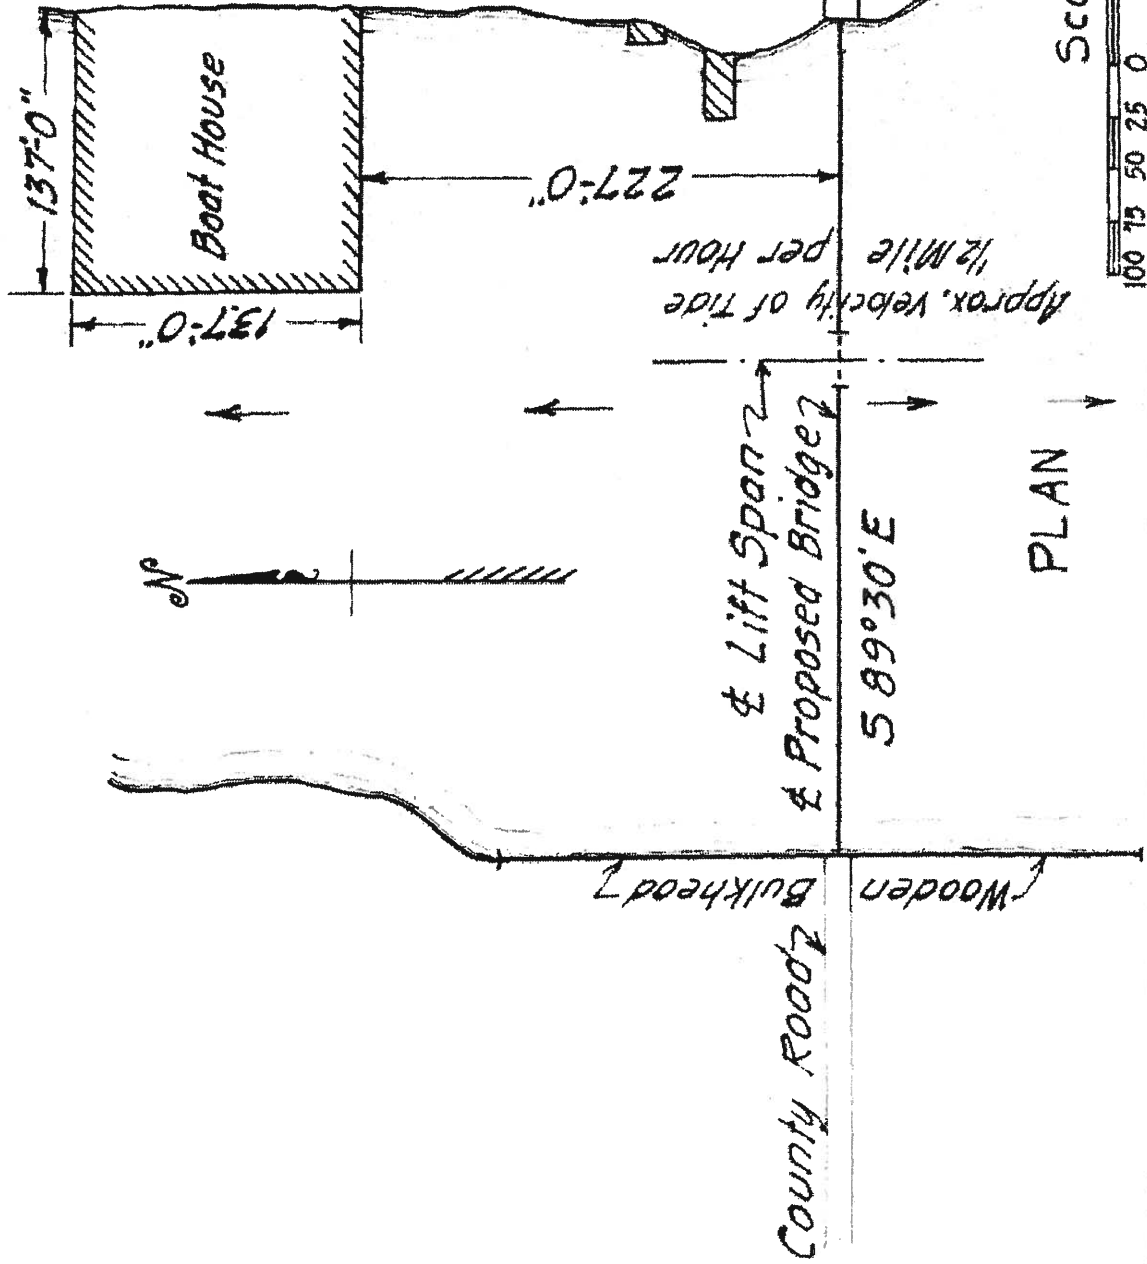 137'-0"
Boat House
137'-0"
227'-0"
Approx. Velocity of Tide
1/2 Mile per Hour
N
℄ Lift Span
℄ Proposed Bridge
S 89°30' E
PLAN
Wooden Bulkhead
County Road
100 75 50 25 0